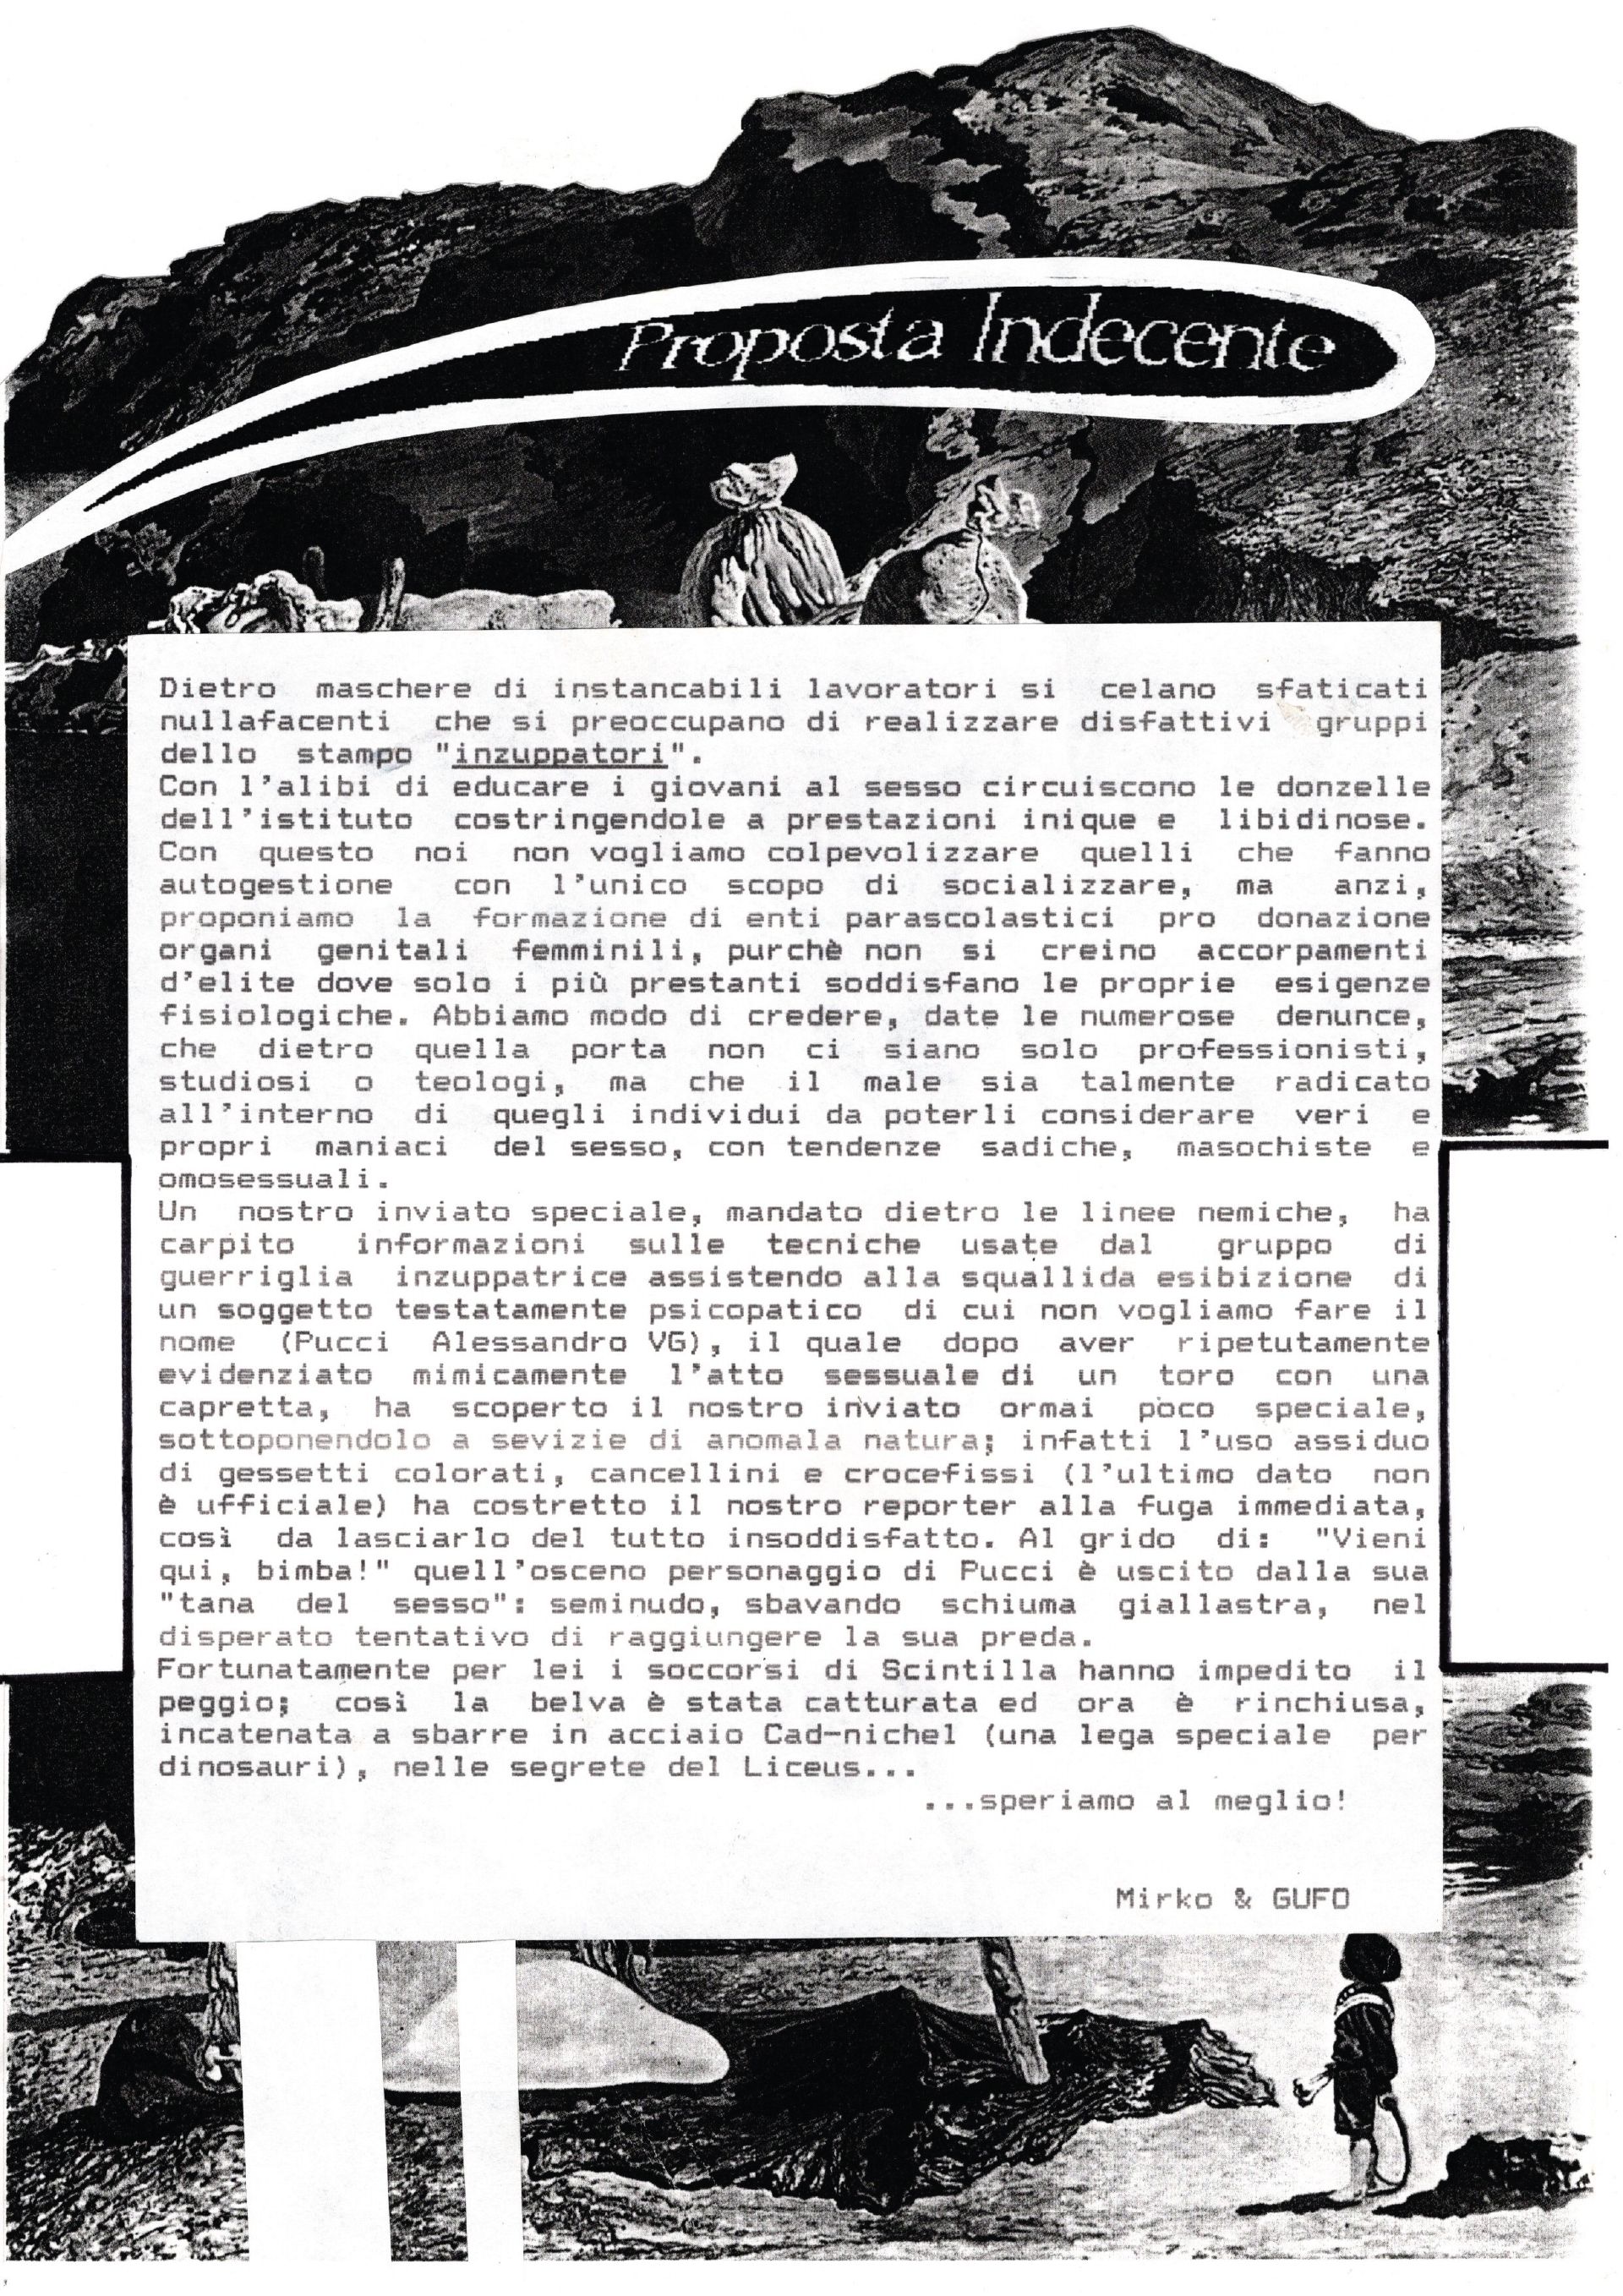 Proposta Indecente
Dietro maschere di instancabili lavoratori si celano sfaticati
nullafacenti che si preoccupano di realizzare disfattivi gruppi
dello stampo "inzuppatori".
Con l'alibi di educare i giovani al sesso circuiscono le donzelle
dell'istituto costringendole a prestazioni inique e libidinose.
Con questo noi non vogliamo colpevolizzare quelli che fanno
autogestione con l'unico scopo di socializzare, ma anzi,
proponiamo la formazione di enti parascolastici pro donazione
organi genitali femminili, purchè non si creino accorpamenti
d'elite dove solo i più prestanti soddisfano le proprie esigenze
fisiologiche. Abbiamo modo di credere, date le numerose denunce,
che dietro quella porta non ci siano solo professionisti,
studiosi o teologi, ma che il male sia talmente radicato
all'interno di quegli individui da poterli considerare veri e
propri maniaci del sesso, con tendenze sadiche, masochiste e
omosessuali.
Un nostro inviato speciale, mandato dietro le linee nemiche, ha
carpito informazioni sulle tecniche usate dal gruppo di
guerriglia inzuppatrice assistendo alla squallida esibizione di
un soggetto testatamente psicopatico di cui non vogliamo fare il
nome (Pucci Alessandro VG), il quale dopo aver ripetutamente
evidenziato mimicamente l'atto sessuale di un toro con una
capretta, ha scoperto il nostro inviato ormai poco speciale,
sottoponendolo a sevizie di anomala natura; infatti l'uso assiduo
di gessetti colorati, cancellini e crocefissi (l'ultimo dato non
è ufficiale) ha costretto il nostro reporter alla fuga immediata,
così da lasciarlo del tutto insoddisfatto. Al grido di: "Vieni
qui, bimba!" quell'osceno personaggio di Pucci è uscito dalla sua
"tana del sesso": seminudo, sbavando schiuma giallastra, nel
disperato tentativo di raggiungere la sua preda.
Fortunatamente per lei i soccorsi di Scintilla hanno impedito il
peggio; così la belva è stata catturata ed ora è rinchiusa,
incatenata a sbarre in acciaio Cad-nichel (una lega speciale per
dinosauri), nelle segrete del Liceus...
...speriamo al meglio!
Mirko & GUFO